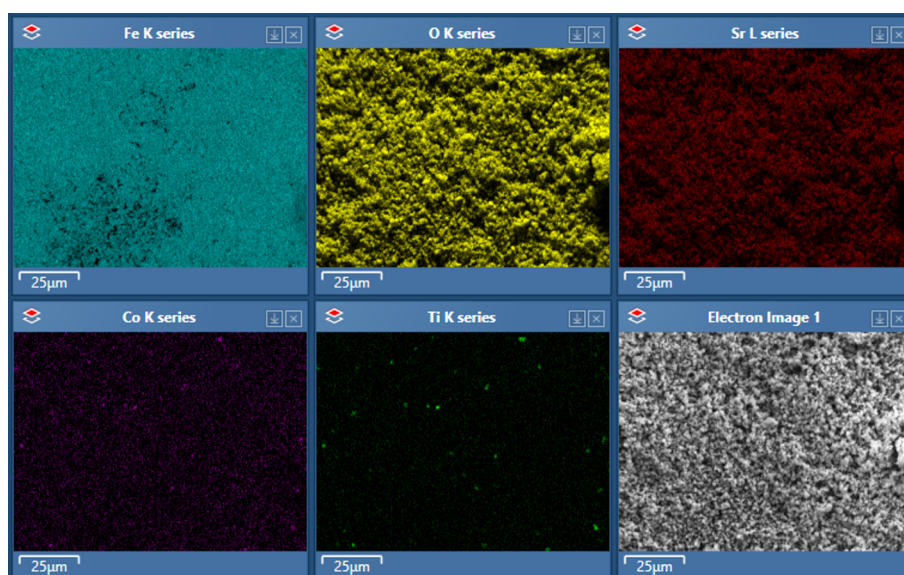 Fe K series
O K series
Sr L series
25μm
25μm
25μm
Co K series
Ti K series
Electron Image 1
25μm
25μm
25μm